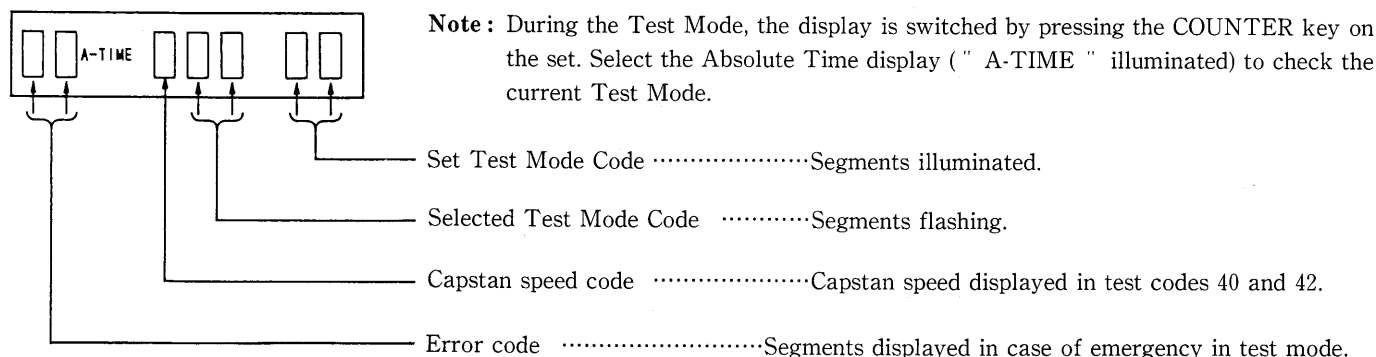 A-TIME
Note : During the Test Mode, the display is switched by pressing the COUNTER key on
the set. Select the Absolute Time display (" A-TIME " illuminated) to check the
current Test Mode.
Set Test Mode Code ·····················Segments illuminated.
Selected Test Mode Code ············Segments flashing.
Capstan speed code ·····················Capstan speed displayed in test codes 40 and 42.
Error code ···························Segments displayed in case of emergency in test mode.